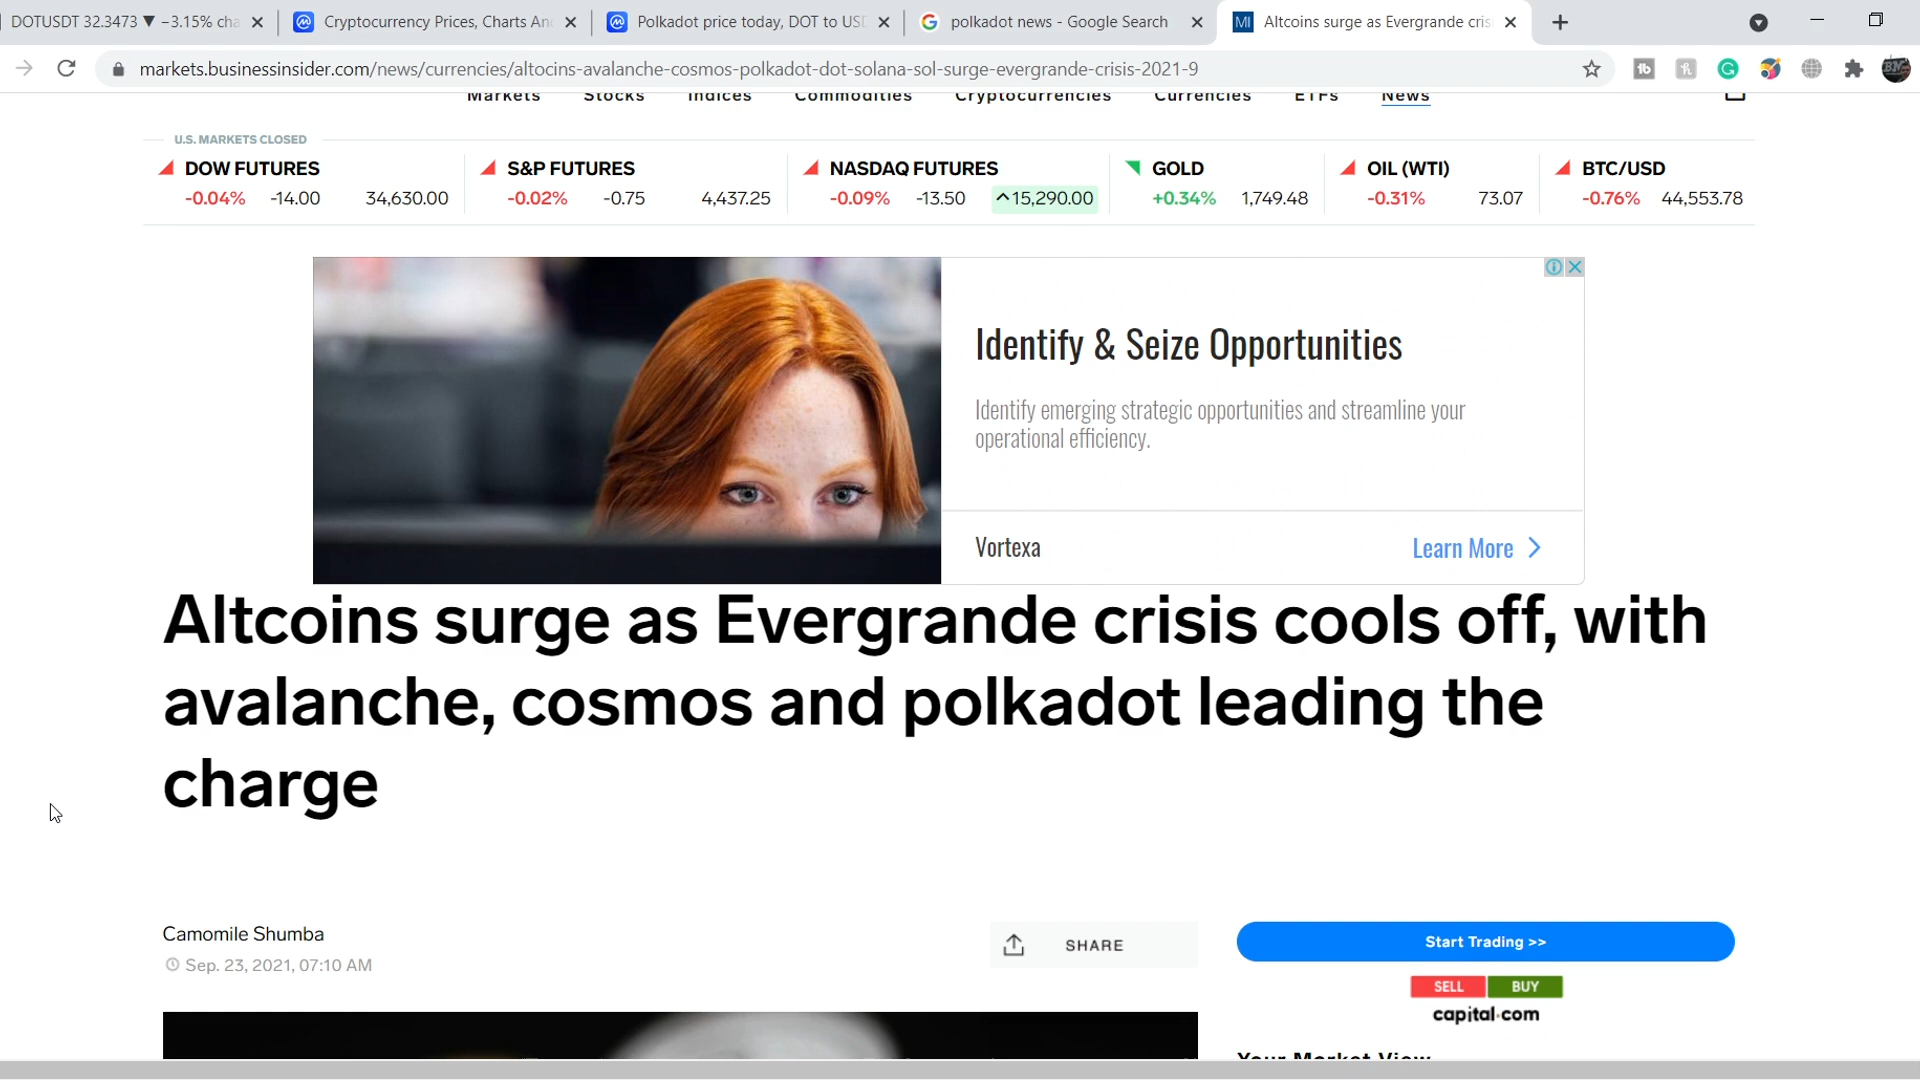 DOTUSDT 32.3473 ▼ −3.15% cha
Cryptocurrency Prices, Charts An
Polkadot price today, DOT to US
polkadot news - Google Search
MI Altcoins surge as Evergrande cris
markets.businessinsider.com/news/currencies/altocins-avalanche-cosmos-polkadot-dot-solana-sol-surge-evergrande-crisis-2021-9
Markets Stocks Indices Commodities Cryptocurrencies Currencies ETFs News
U.S. MARKETS CLOSED
DOW FUTURES
-0.04% -14.00 34,630.00
S&P FUTURES
-0.02% -0.75 4,437.25
NASDAQ FUTURES
-0.09% -13.50 ^15,290.00
GOLD
+0.34% 1,749.48
OIL (WTI)
-0.31% 73.07
BTC/USD
-0.76% 44,553.78
Identify & Seize Opportunities
Identify emerging strategic opportunities and streamline your
operational efficiency.
Vortexa
Learn More >
Altcoins surge as Evergrande crisis cools off, with
avalanche, cosmos and polkadot leading the
charge
Camomile Shumba
Sep. 23, 2021, 07:10 AM
SHARE
Start Trading >>
SELL BUY
capital.com
Your Market View